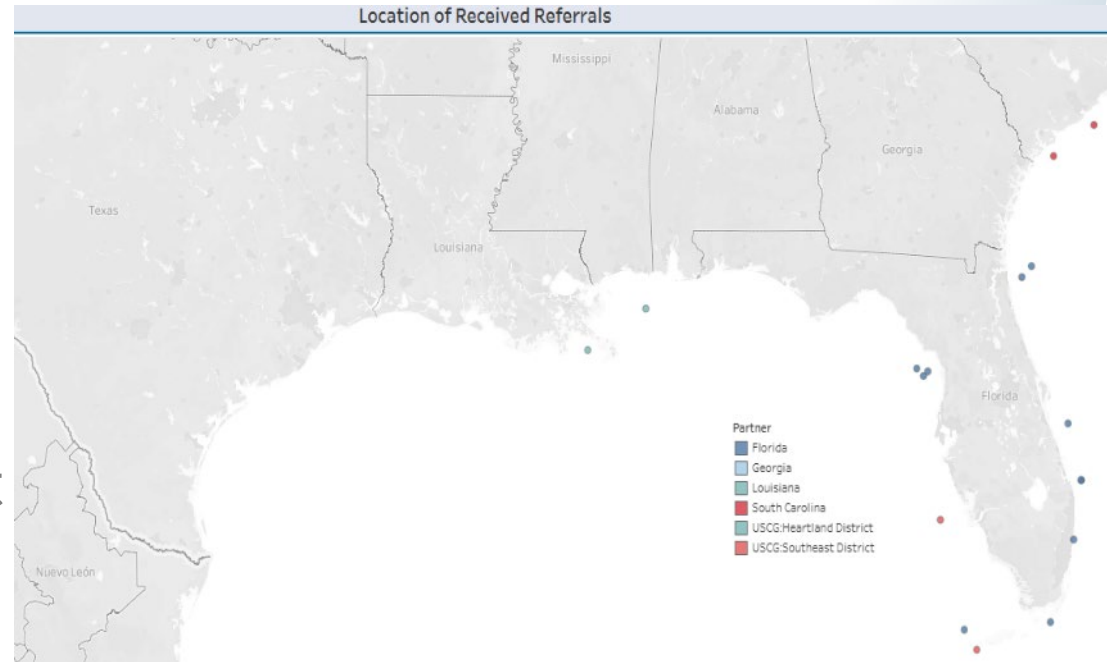 Location of Received Referrals
Mississippi
Alabama
Georgia
Texas
Louisiana
Florida
Nuevo León
Partner
Florida
Georgia
Louisiana
South Carolina
USCG:Heartland District
USCG:Southeast District